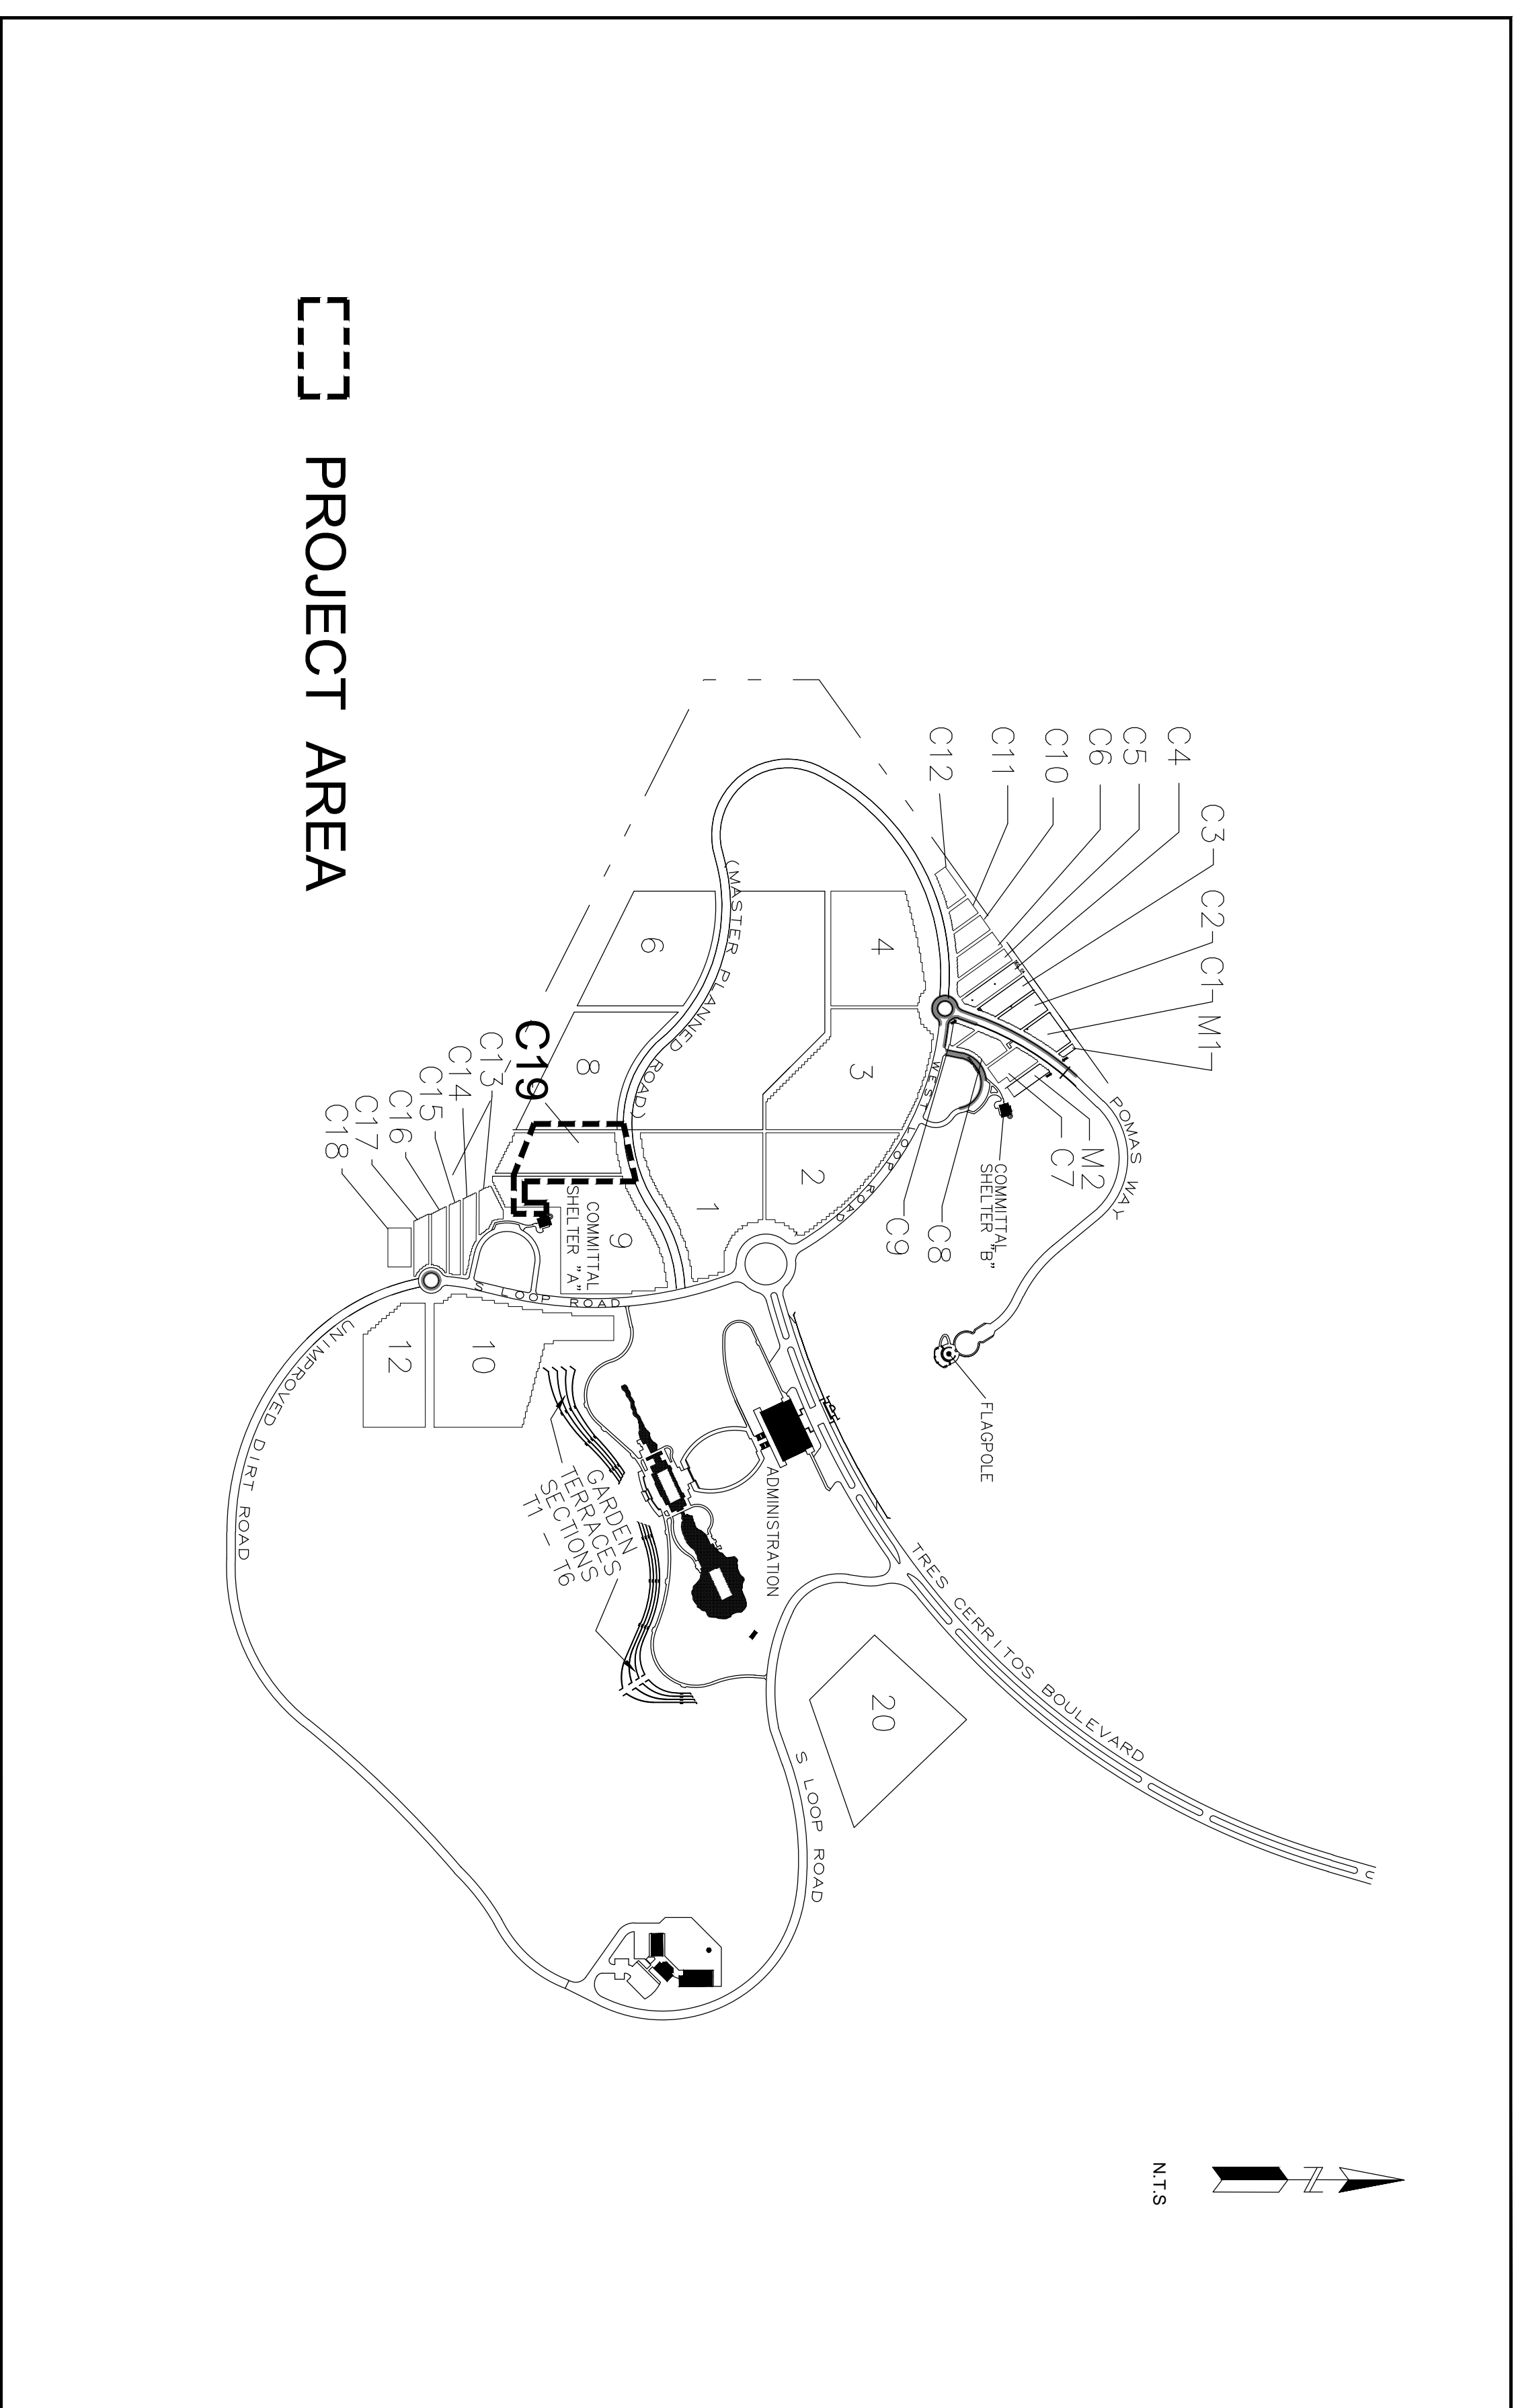 C4
C5
C6
C10
C11
C12
C3
C2
C1
M1
POMAS WAY
M2
C7
COMMITTAL
SHELTER "B"
C8
C9
WEST LOOP ROAD
FLAGPOLE
4
3
2
1
(MASTER PLANNED ROAD)
6
8
9
C19
COMMITTAL
SHELTER "A"
C13
C14
C15
C16
C17
C18
S LOOP ROAD
10
12
UNIMPROVED DIRT ROAD
ADMINISTRATION
GARDEN
TERRACES
SECTIONS
T1 - T6
TRES CERRITOS BOULEVARD
20
S LOOP ROAD
N
N.T.S
PROJECT AREA